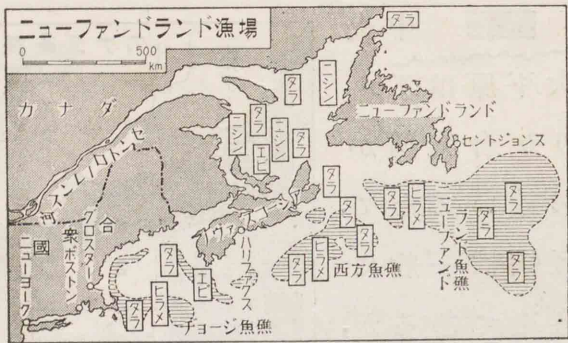 ニューファンドランド漁場
0 500
km
カナダ
セントローレンス河
合衆國
ニューヨーク
ボストン
クロスター
ノヴァスコーシア
ハリファックス
ニューファンドランド
セントジョンス
ニューファンドランド魚礁
西方魚礁
チョージ魚礁
タラ
タラ
ニシン
タラ
ニシン
ニシン
タラ
エビ
タラ
タラ
タラ
タラ
ヒラメ
タラ
ヒラメ
タラ
タラ
タラ
エビ
ヒラメ
タラ